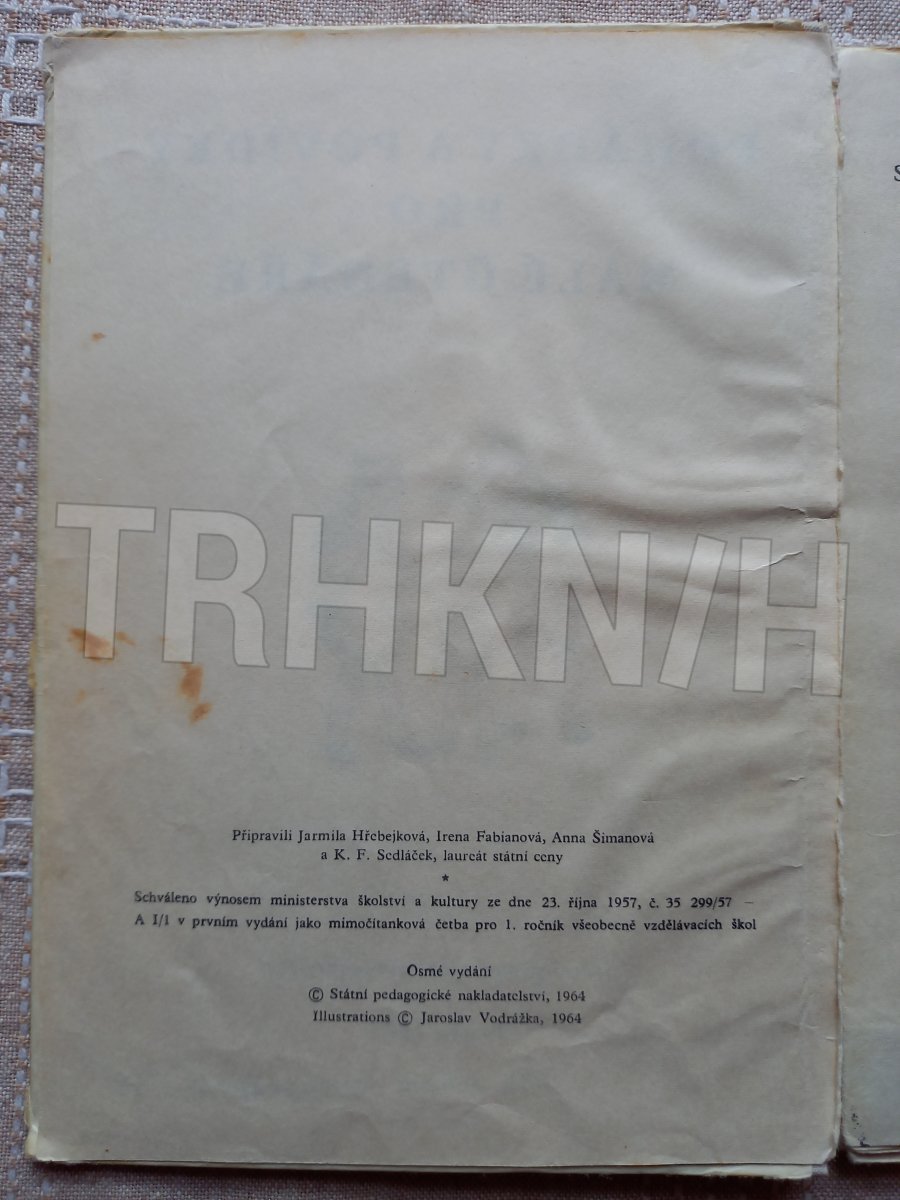 TRHKN/H
Připravili Jarmila Hřebejková, Irena Fabianová, Anna Šimanová
a K. F. Sedláček, laureát státní ceny
*
Schváleno výnosem ministerstva školství a kultury ze dne 23. října 1957, č. 35 299/57 —
A I/1 v prvním vydání jako mimočítanková četba pro 1. ročník všeobecně vzdělávacích škol
Osmé vydání
© Státní pedagogické nakladatelství, 1964
Illustrations © Jaroslav Vodrážka, 1964